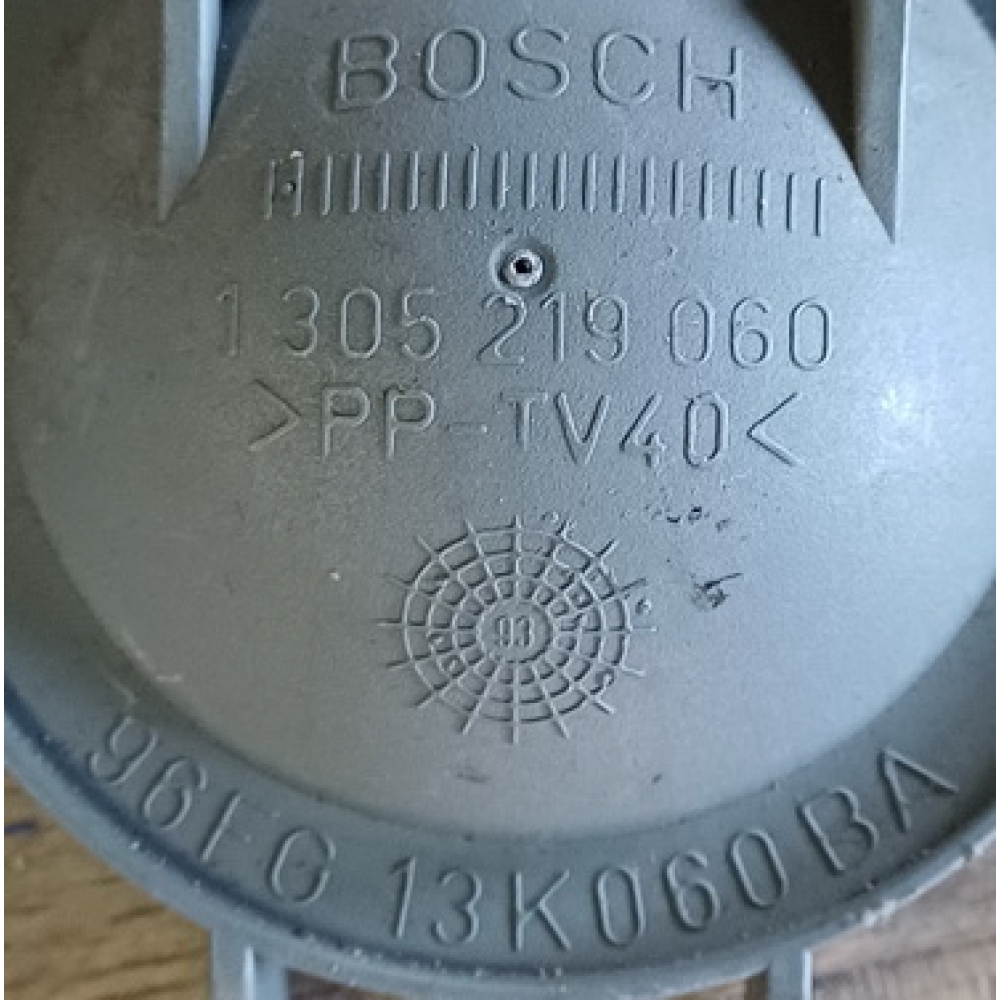 BOSCH
1 305 219 060
>PP-TV40<
93
96FG 13K060 BA